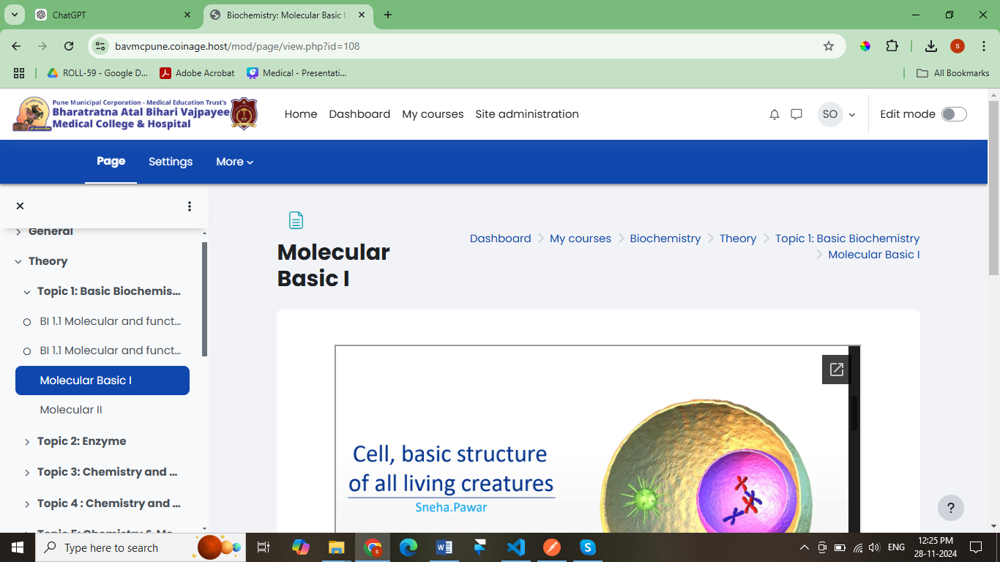 ChatGPT
Biochemistry: Molecular Basic I
bavmcpune.coinage.host/mod/page/view.php?id=108
S
ROLL-59 - Google D...
Adobe Acrobat
Medical - Presentati...
All Bookmarks
Pune Municipal Corporation - Medical Education Trust's
Bharatratna Atal Bihari Vajpayee
Medical College & Hospital
Home
Dashboard
My courses
Site administration
SO
Edit mode
Page
Settings
More
General
Theory
Topic 1: Basic Biochemis...
BI 1.1 Molecular and funct...
BI 1.1 Molecular and funct...
Molecular Basic I
Molecular II
Topic 2: Enzyme
Topic 3: Chemistry and ...
Topic 4 : Chemistry and ...
Topic 5: Chemistry & Me...
Molecular
Basic I
Dashboard > My courses > Biochemistry > Theory > Topic 1: Basic Biochemistry
> Molecular Basic I
Cell, basic structure
of all living creatures
Sneha.Pawar
?
Type here to search
ENG
12:25 PM
28-11-2024